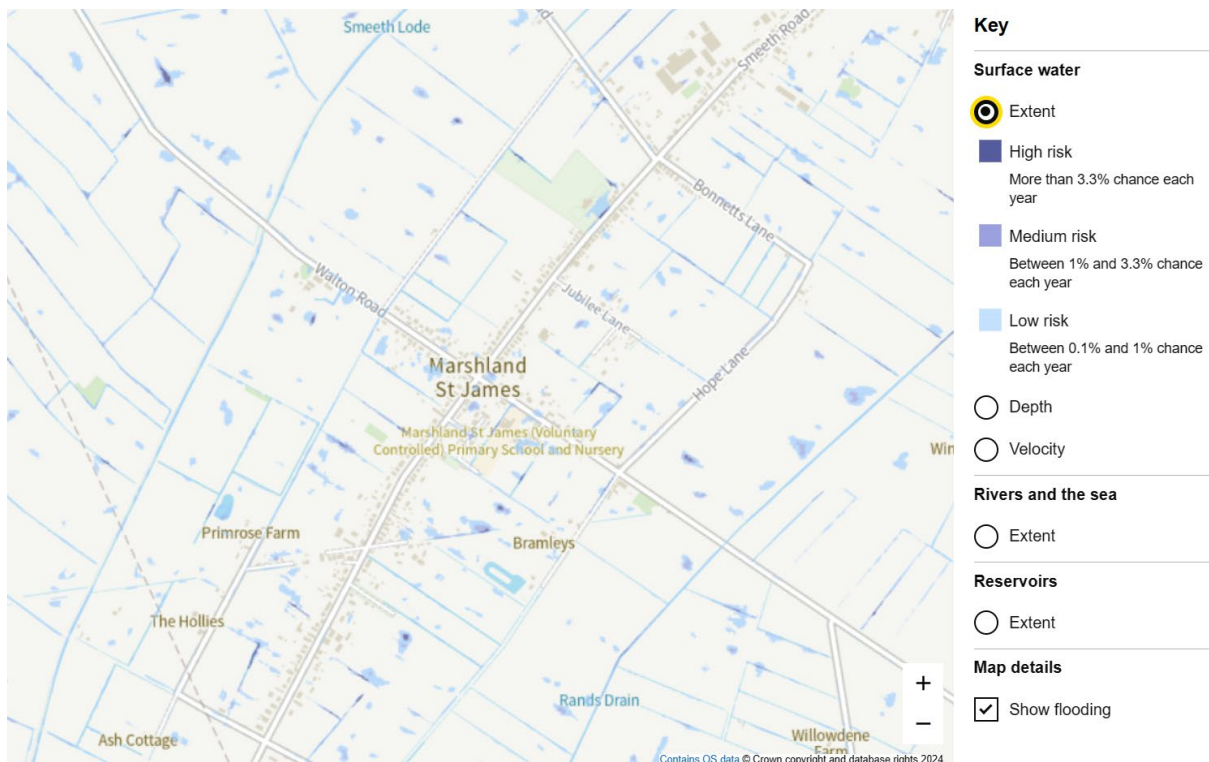 Smeeth Lode
Smeeth Road
Bonnetts Lane
Walton Road
Jubilee Lane
Marshland
St James
Hope Lane
Marshland St James (Voluntary
Controlled) Primary School and Nursery
Primrose Farm
Bramleys
The Hollies
Rands Drain
Ash Cottage
Willowdene
Farm
+
−
Contains OS data © Crown copyright and database rights 2024
Key
Surface water
Extent
High risk
More than 3.3% chance each
year
Medium risk
Between 1% and 3.3% chance
each year
Low risk
Between 0.1% and 1% chance
each year
Depth
Velocity
Rivers and the sea
Extent
Reservoirs
Extent
Map details
Show flooding